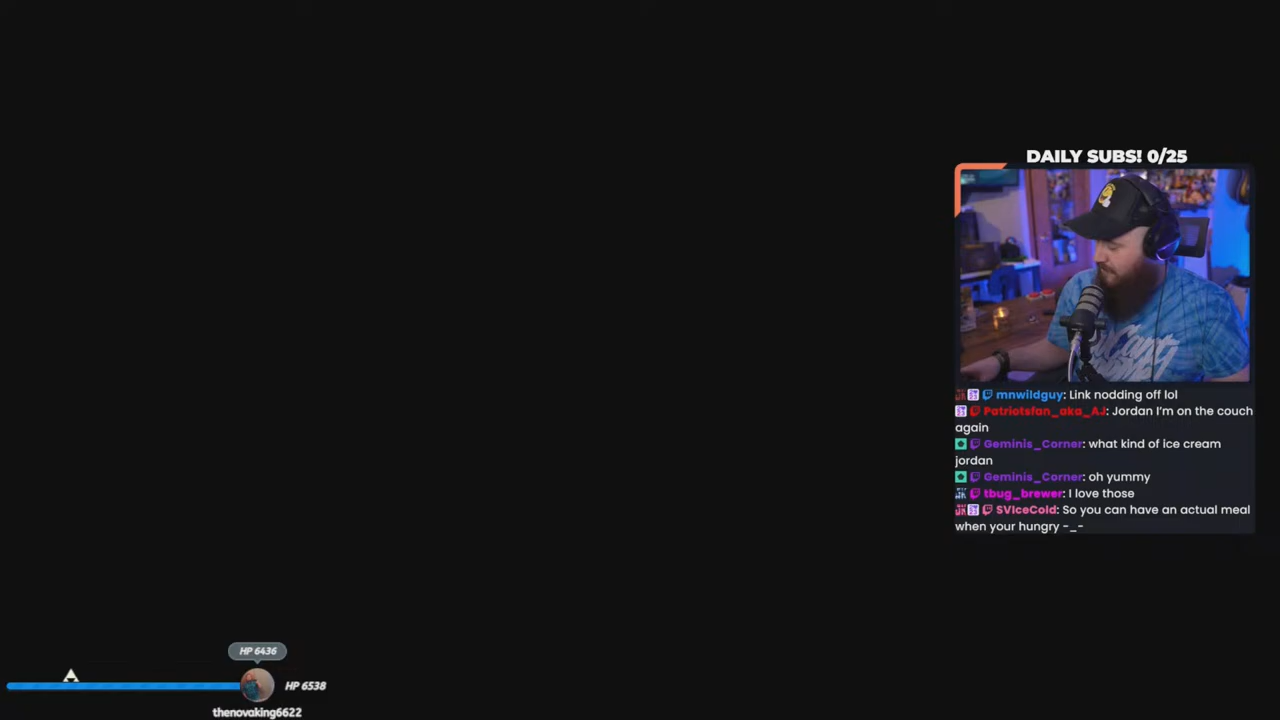 DAILY SUBS! 0/25
mnwildguy: Link nodding off lol
Patriotsfan_aka_AJ: Jordan I'm on the couch
again
Geminis_Corner: what kind of ice cream
jordan
Geminis_Corner: oh yummy
tbug_brewer: I love those
SVIceCold: So you can have an actual meal
when your hungry -_-
HP 6436
HP 6538
thenovaking6622